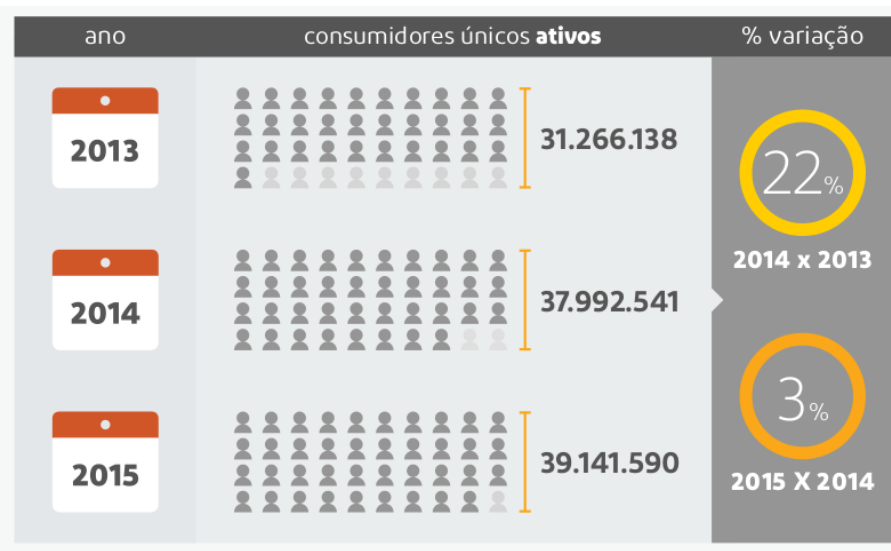 ano consumidores únicos ativos % variação
2013
31.266.138
22%
2014 x 2013
2014
37.992.541
3%
2015 X 2014
2015
39.141.590